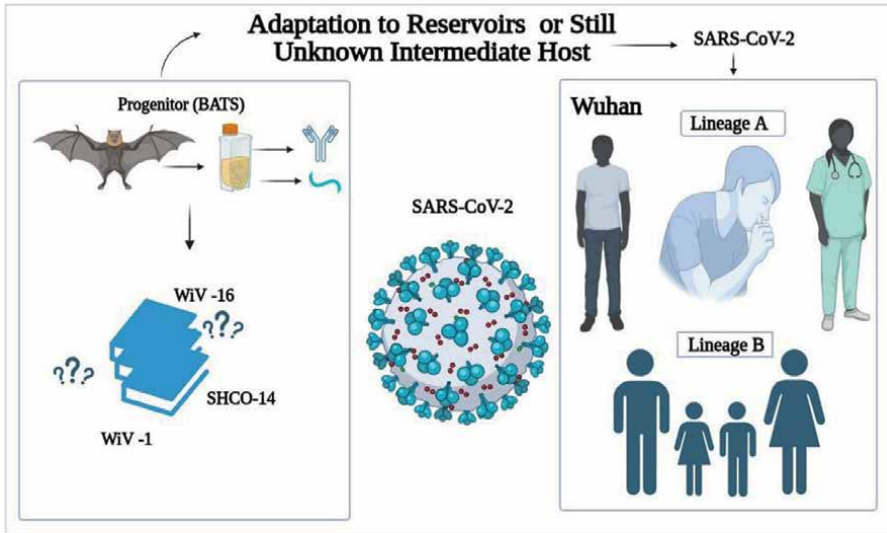 Adaptation to Reservoirs or Still
Unknown Intermediate Host
SARS-CoV-2
Progenitor (BATS)
WiV -16
???
???
SHCO-14
WiV -1
SARS-CoV-2
Wuhan
Lineage A
Lineage B